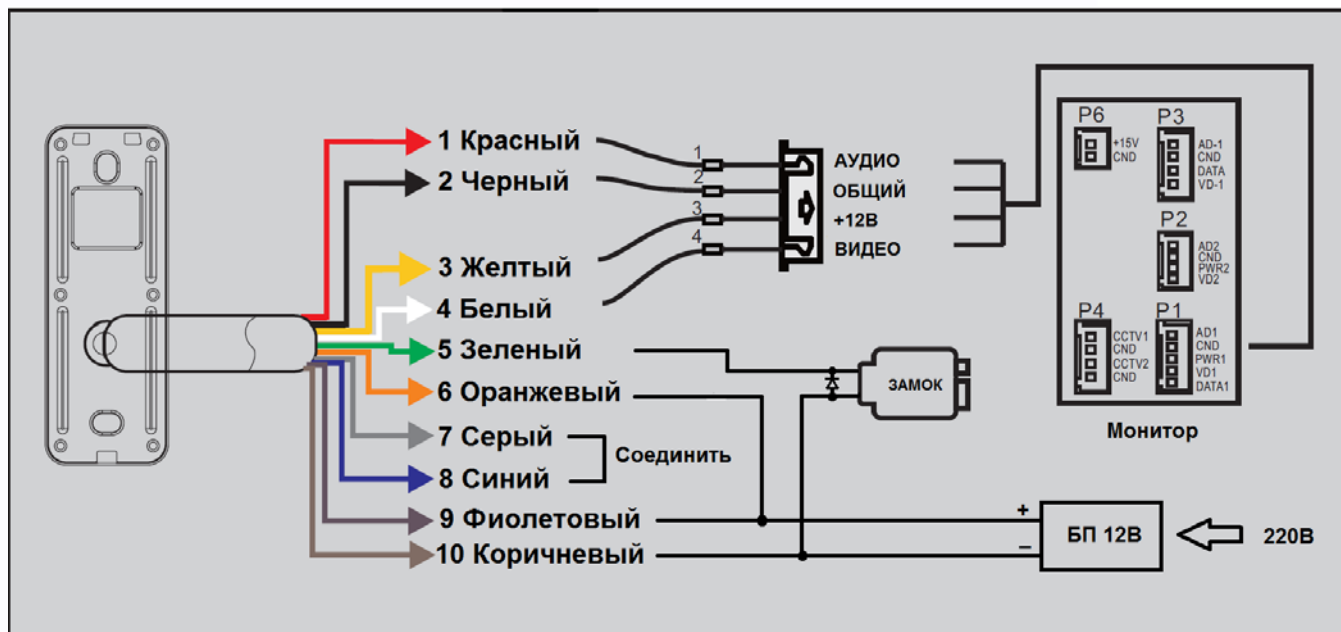 1 Красный
2 Черный
3 Желтый
4 Белый
5 Зеленый
6 Оранжевый
7 Серый
8 Синий
Соединить
9 Фиолетовый
10 Коричневый
1
2
3
4
АУДИО
ОБЩИЙ
+12В
ВИДЕО
ЗАМОК
P6
+15V
CND
P3
AD-1
CND
DATA
VD-1
P2
AD2
CND
PWR2
VD2
P4
CCTV1
CND
CCTV2
CND
P1
AD1
CND
PWR1
VD1
DATA1
Монитор
+
–
БП 12В
220В